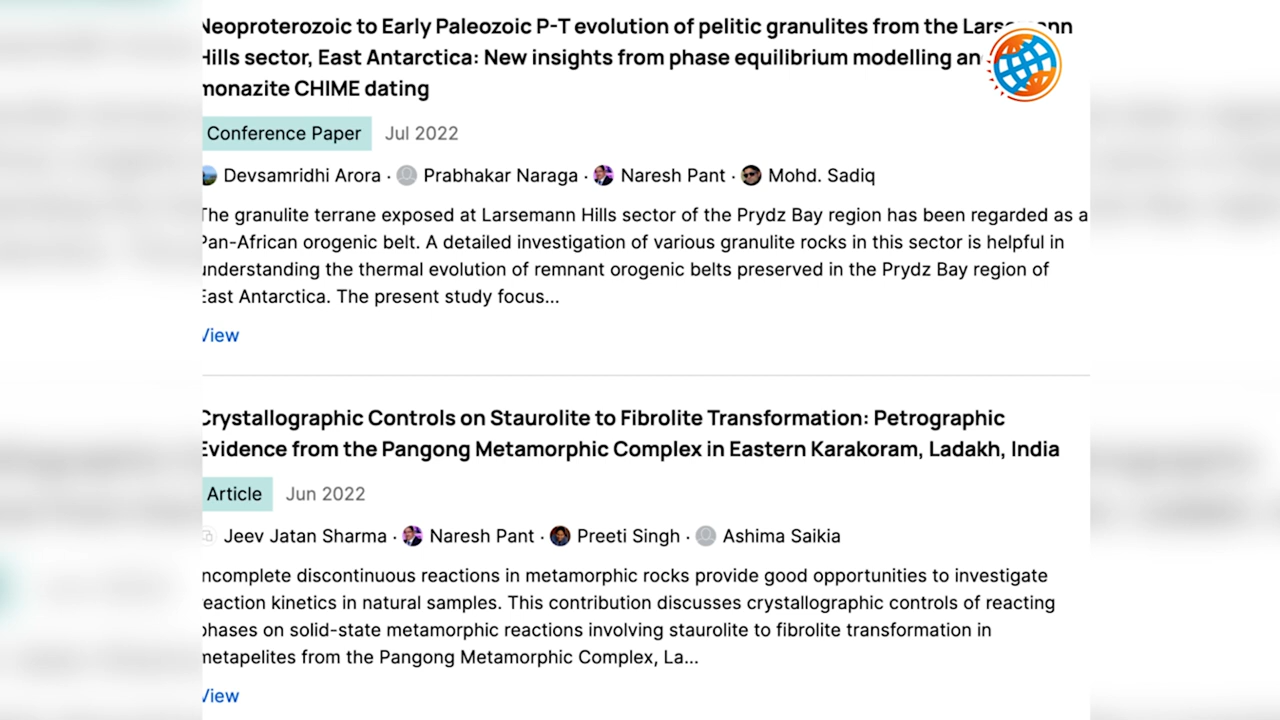 Neoproterozoic to Early Paleozoic P-T evolution of pelitic granulites from the Larsemann
Hills sector, East Antarctica: New insights from phase equilibrium modelling an
monazite CHIME dating
Conference Paper Jul 2022
Devsamridhi Arora · Prabhakar Naraga · Naresh Pant · Mohd. Sadiq
The granulite terrane exposed at Larsemann Hills sector of the Prydz Bay region has been regarded as a
Pan-African orogenic belt. A detailed investigation of various granulite rocks in this sector is helpful in
understanding the thermal evolution of remnant orogenic belts preserved in the Prydz Bay region of
East Antarctica. The present study focus...
View
Crystallographic Controls on Staurolite to Fibrolite Transformation: Petrographic
Evidence from the Pangong Metamorphic Complex in Eastern Karakoram, Ladakh, India
Article Jun 2022
Jeev Jatan Sharma · Naresh Pant · Preeti Singh · Ashima Saikia
Incomplete discontinuous reactions in metamorphic rocks provide good opportunities to investigate
reaction kinetics in natural samples. This contribution discusses crystallographic controls of reacting
phases on solid-state metamorphic reactions involving staurolite to fibrolite transformation in
metapelites from the Pangong Metamorphic Complex, La...
View